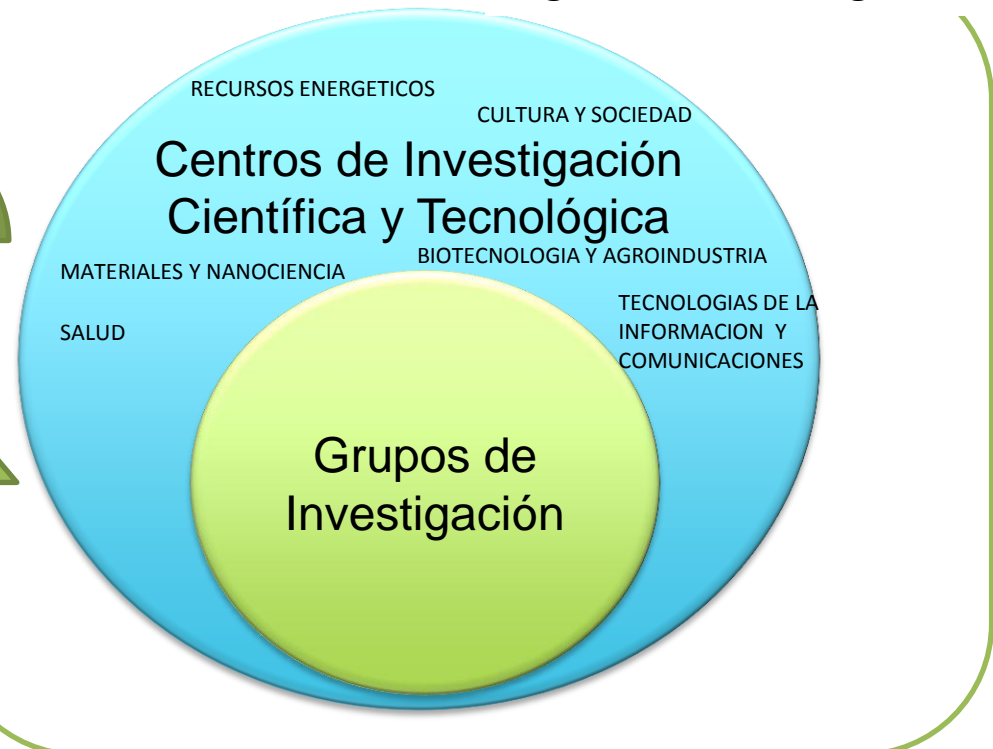 RECURSOS ENERGETICOS
CULTURA Y SOCIEDAD
Centros de Investigación
Científica y Tecnológica
BIOTECNOLOGIA Y AGROINDUSTRIA
MATERIALES Y NANOCIENCIA
TECNOLOGIAS DE LA
INFORMACION Y
COMUNICACIONES
SALUD
Grupos de
Investigación